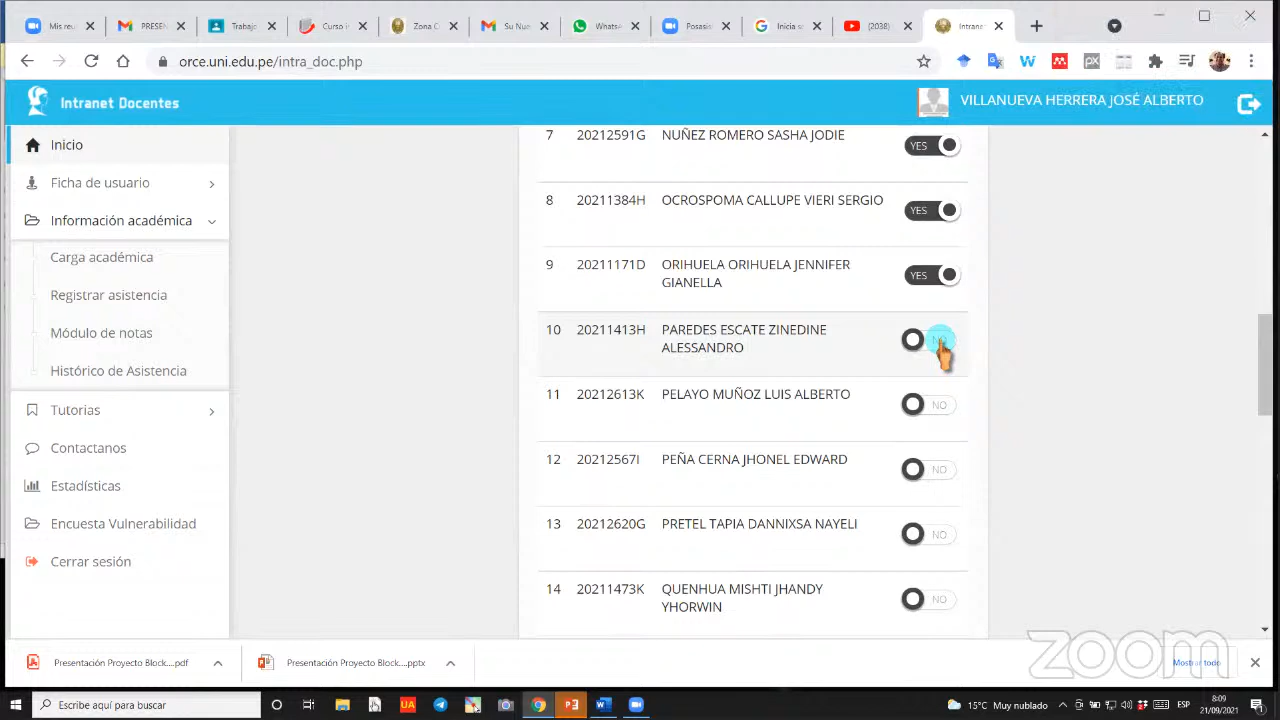 Mis reu
PRESEN
Trabajo
Curso i
Zona C
Su Nue
WhatsA
Posasin
Inicia s
(2038)
Intrane
orce.uni.edu.pe/intra_doc.php
Intranet Docentes
VILLANUEVA HERRERA JOSÉ ALBERTO
Inicio
Ficha de usuario
Información académica
Carga académica
Registrar asistencia
Módulo de notas
Histórico de Asistencia
Tutorias
Contactanos
Estadísticas
Encuesta Vulnerabilidad
Cerrar sesión
7 20212591G NUÑEZ ROMERO SASHA JODIE YES
8 20211384H OCROSPOMA CALLUPE VIERI SERGIO YES
9 20211171D ORIHUELA ORIHUELA JENNIFER
GIANELLA YES
10 20211413H PAREDES ESCATE ZINEDINE
ALESSANDRO NO
11 20212613K PELAYO MUÑOZ LUIS ALBERTO NO
12 20212567I PEÑA CERNA JHONEL EDWARD NO
13 20212620G PRETEL TAPIA DANNIXSA NAYELI NO
14 20211473K QUENHUA MISHTI JHANDY
YHORWIN NO
zoom
Presentación Proyecto Block....pdf
Presentación Proyecto Block....pptx
Mostrar todo
Escribe aquí para buscar
UA
15°C Muy nublado
ESP
8:09
21/09/2021